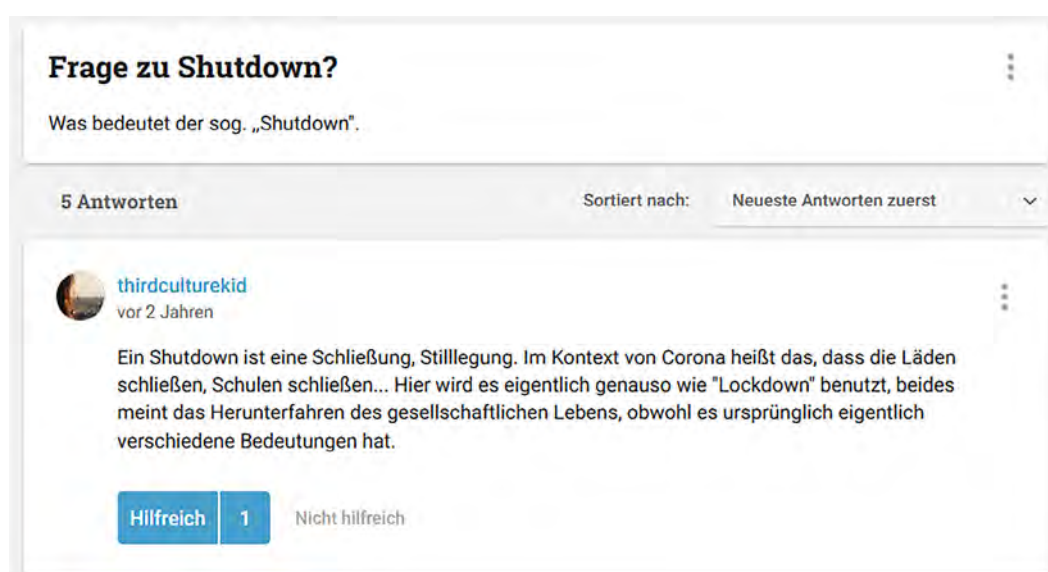 Frage zu Shutdown?
Was bedeutet der sog. „Shutdown".
5 Antworten
Sortiert nach: Neueste Antworten zuerst
thirdculturekid
vor 2 Jahren
Ein Shutdown ist eine Schließung, Stilllegung. Im Kontext von Corona heißt das, dass die Läden
schließen, Schulen schließen... Hier wird es eigentlich genauso wie "Lockdown" benutzt, beides
meint das Herunterfahren des gesellschaftlichen Lebens, obwohl es ursprünglich eigentlich
verschiedene Bedeutungen hat.
Hilfreich 1 Nicht hilfreich